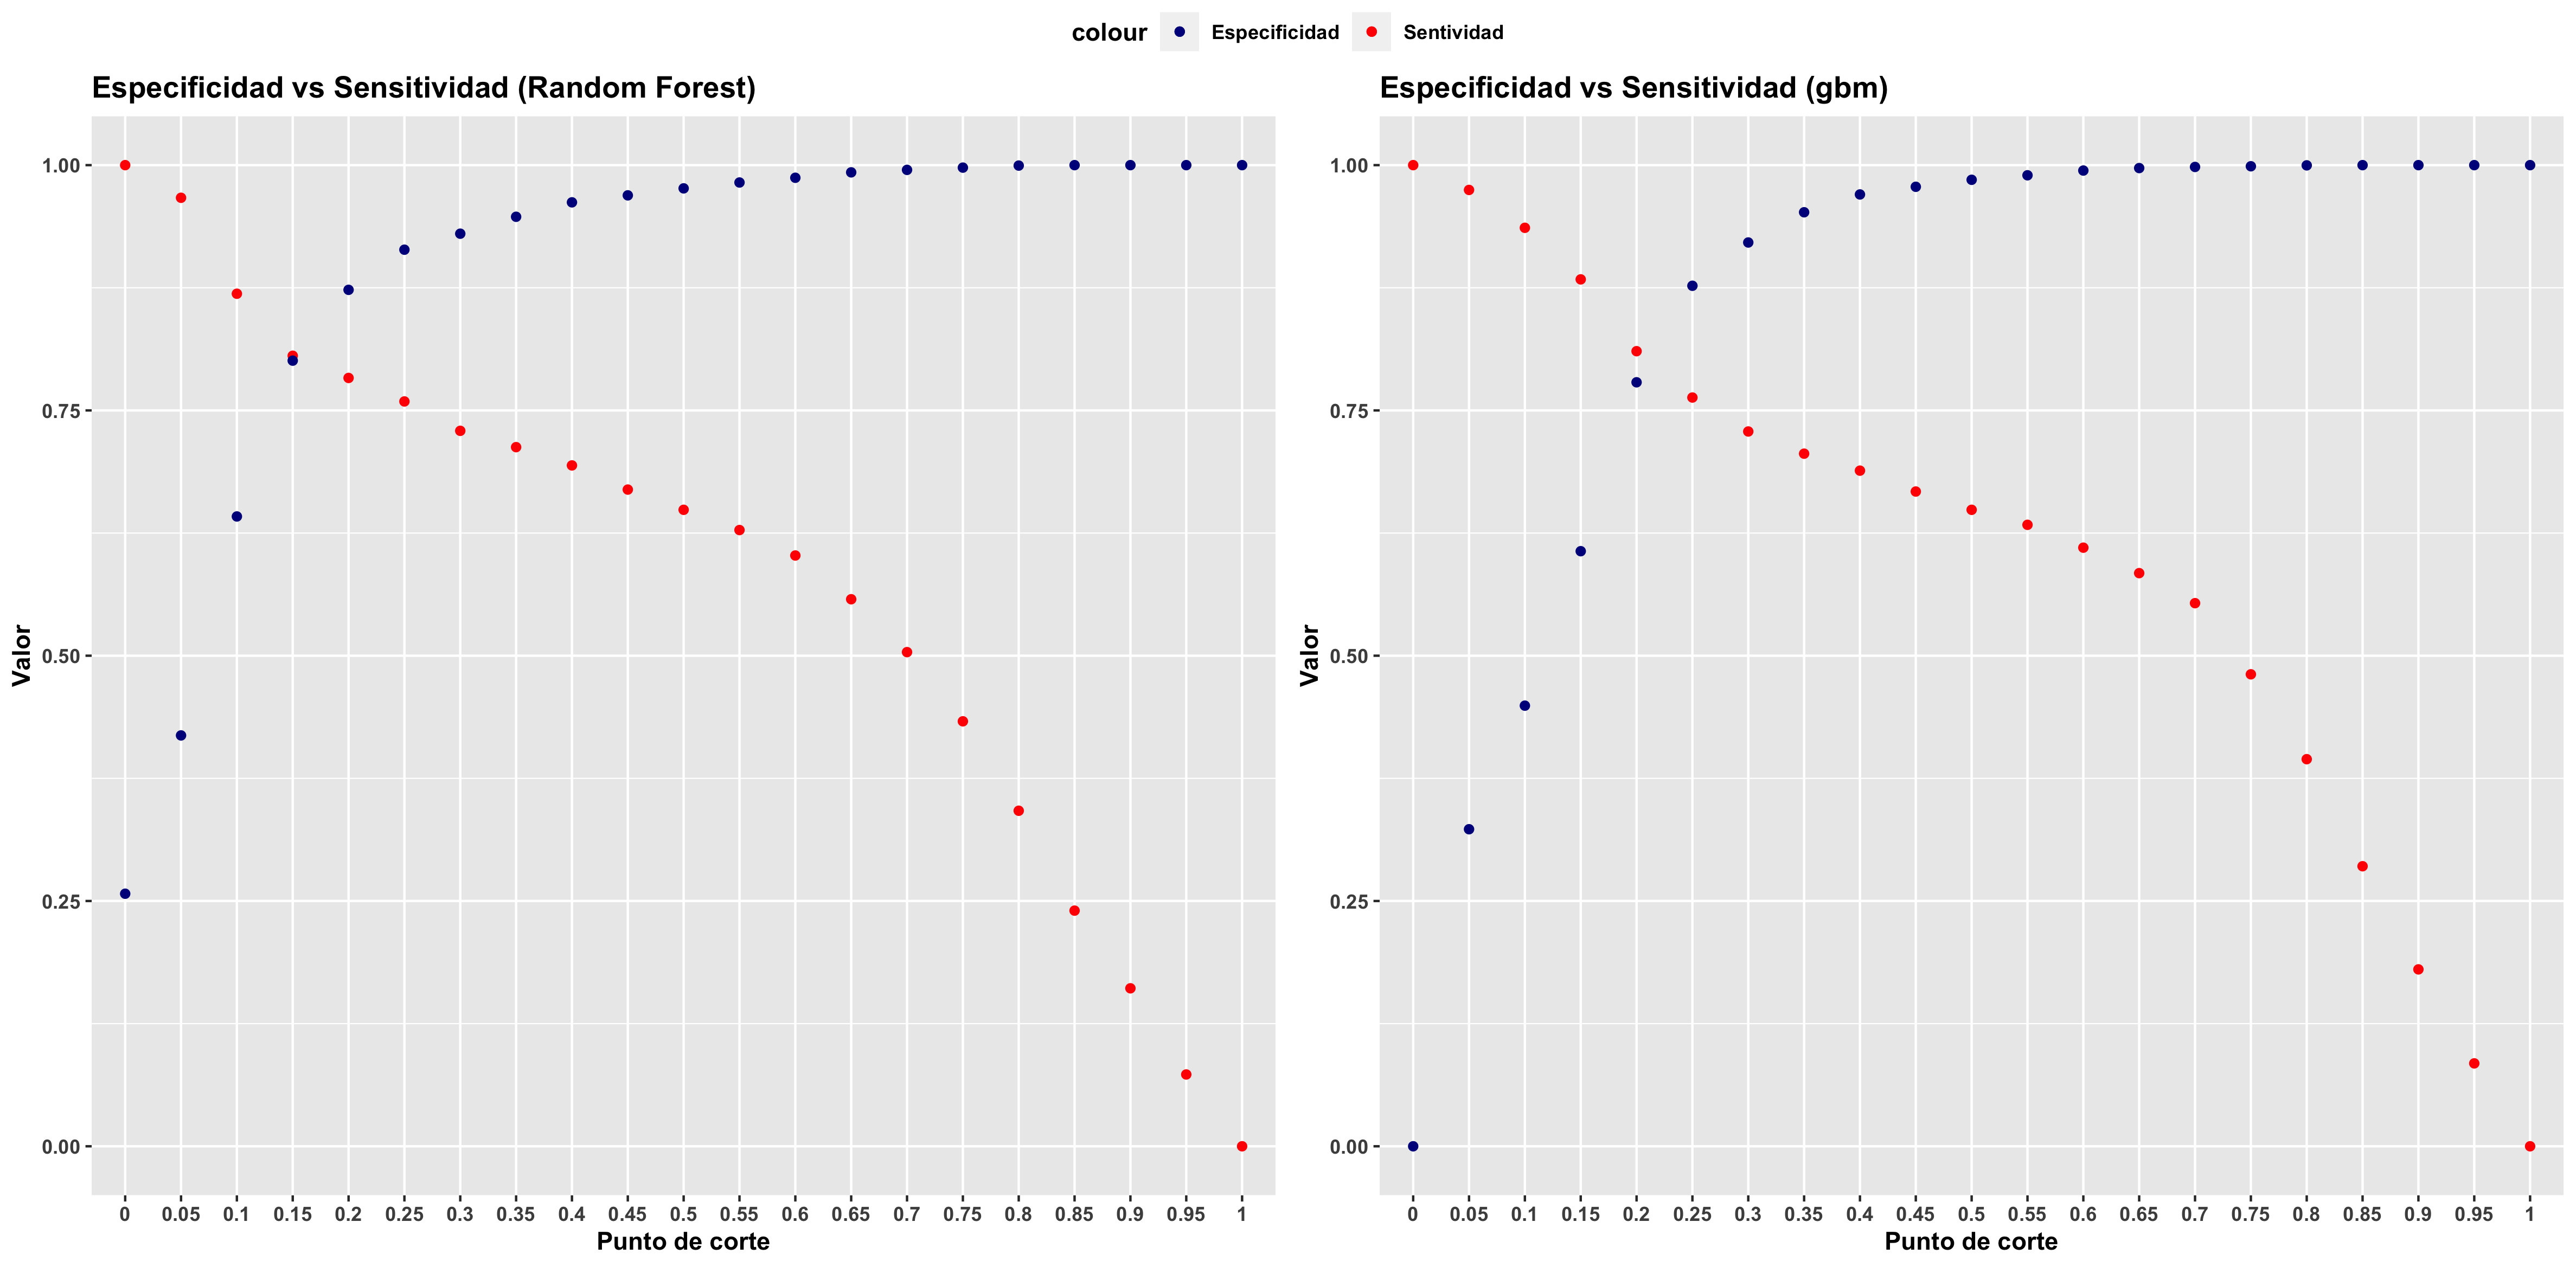 colour Especificidad Sentividad
Especificidad vs Sensitividad (Random Forest)
Valor
1.00
0.75
0.50
0.25
0.00
0 0.05 0.1 0.15 0.2 0.25 0.3 0.35 0.4 0.45 0.5 0.55 0.6 0.65 0.7 0.75 0.8 0.85 0.9 0.95 1
Punto de corte
Especificidad vs Sensitividad (gbm)
Valor
1.00
0.75
0.50
0.25
0.00
0 0.05 0.1 0.15 0.2 0.25 0.3 0.35 0.4 0.45 0.5 0.55 0.6 0.65 0.7 0.75 0.8 0.85 0.9 0.95 1
Punto de corte